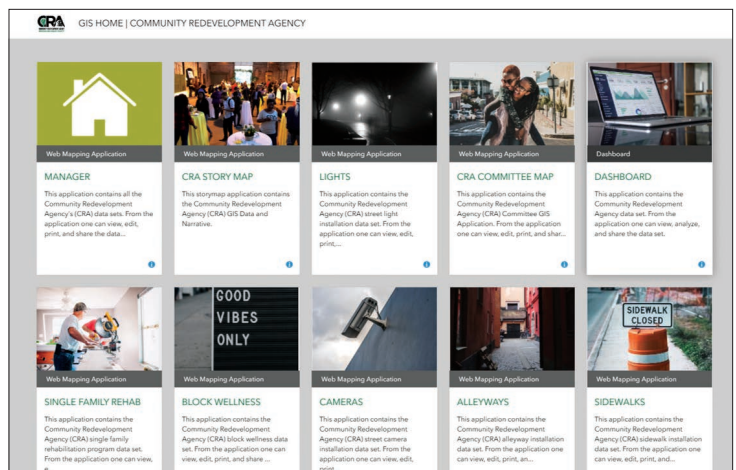 CRA
GIS HOME | COMMUNITY REDEVELOPMENT AGENCY
Web Mapping Application
MANAGER
This application contains all the
Community Redevelopment
Agency's (CRA) data sets. From the
application one can view, edit,
print, and share the data...
Web Mapping Application
CRA STORY MAP
This storymap application contains
the Community Redevelopment
Agency (CRA) GIS Data and
Narrative.
Web Mapping Application
LIGHTS
This application contains the
Community Redevelopment
Agency (CRA) street light
installation data set. From the
application one can view, edit,
print,...
Web Mapping Application
CRA COMMITTEE MAP
This application contains the
Community Redevelopment
Agency (CRA) Committee GIS
Application. From the application
one can view, edit, print, and shar...
Dashboard
DASHBOARD
This application contains the
Community Redevelopment
Agency data set. From the
application one can view, analyze,
and share the data set.
Web Mapping Application
SINGLE FAMILY REHAB
This application contains the
Community Redevelopment
Agency (CRA) single family
rehabilitation program data set.
From the application one can view,
e...
GOOD
VIBES
ONLY
Web Mapping Application
BLOCK WELLNESS
This application contains the
Community Redevelopment
Agency (CRA) block wellness data
set. From the application one can
view, edit, print, and share ...
Web Mapping Application
CAMERAS
This application contains the
Community Redevelopment
Agency (CRA) street camera
installation data set. From the
application one can view, edit,
print,...
Web Mapping Application
ALLEYWAYS
This application contains the
Community Redevelopment
Agency (CRA) alleyway installation
data set. From the application one
can view, edit, print, an...
SIDEWALK
CLOSED
Web Mapping Application
SIDEWALKS
This application contains the
Community Redevelopment
Agency (CRA) sidewalk installation
data set. From the application one
can view, edit, print, and...